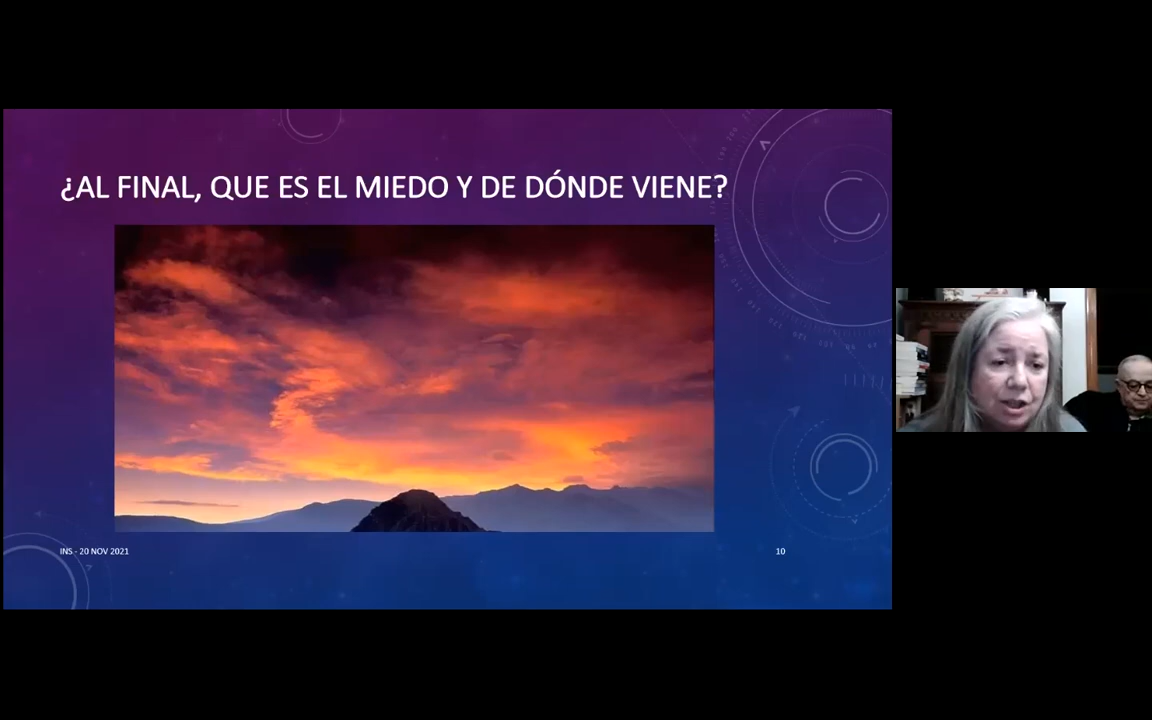 ¿AL FINAL, QUE ES EL MIEDO Y DE DÓNDE VIENE?
INS - 20 NOV 2021
10